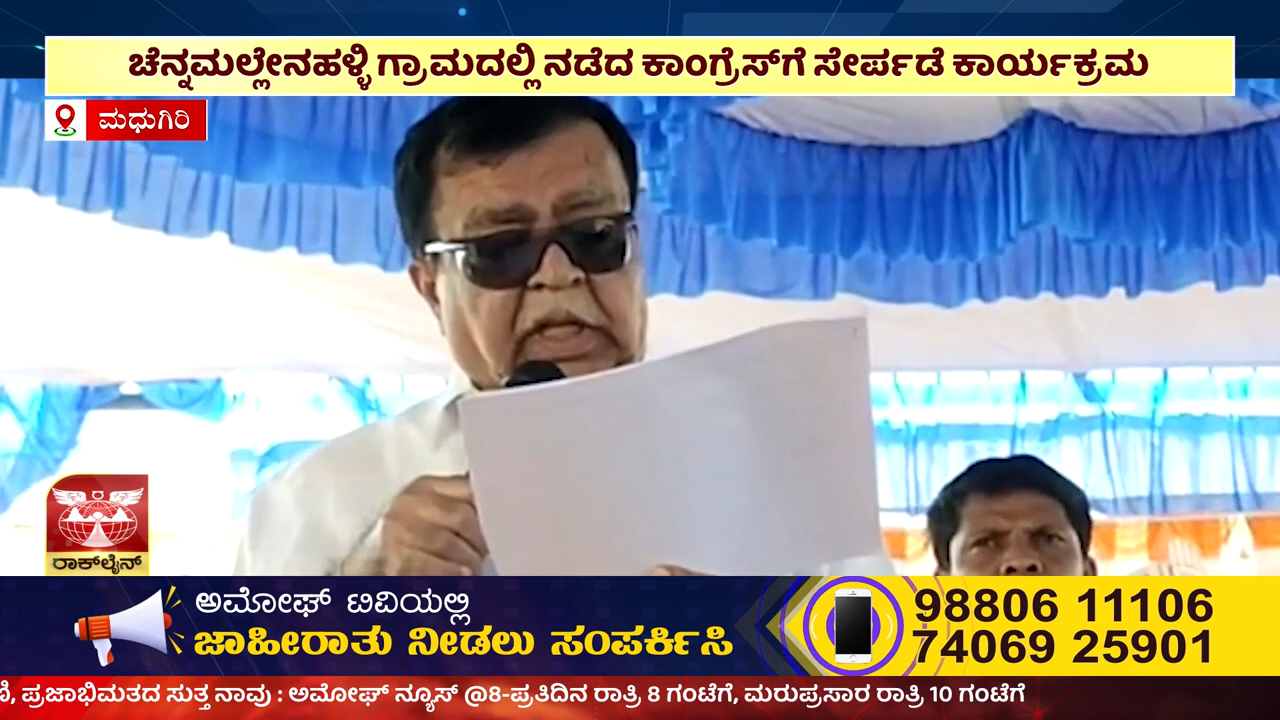 ಚೆನ್ನಮಲ್ಲೇನಹಳ್ಳಿ ಗ್ರಾಮದಲ್ಲಿ ನಡೆದ ಕಾಂಗ್ರೆಸ್‌ಗೆ ಸೇರ್ಪಡೆ ಕಾರ್ಯಕ್ರಮ
ಮಧುಗಿರಿ
ರಾಕ್‌ಲೈನ್
ಅಮೋಘ್ ಟಿವಿಯಲ್ಲಿ
ಜಾಹೀರಾತು ನೀಡಲು ಸಂಪರ್ಕಿಸಿ
98806 11106
74069 25901
ಪ್ರಜಾಭಿಮತದ ಸುತ್ತ ನಾವು : ಅಮೋಘ್ ನ್ಯೂಸ್ @8-ಪ್ರತಿದಿನ ರಾತ್ರಿ 8 ಗಂಟೆಗೆ, ಮರುಪ್ರಸಾರ ರಾತ್ರಿ 10 ಗಂಟೆಗೆ